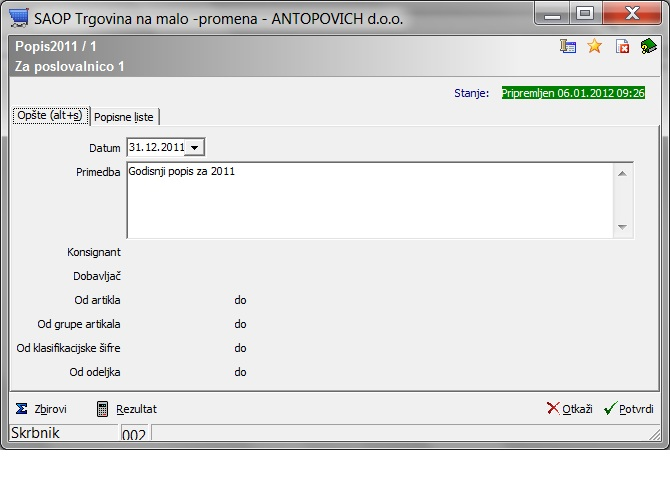 SAOP Trgovina na malo -promena - ANTOPOVICH d.o.o.
Popis2011 / 1
Za poslovalnico 1
Stanje: Pripremljen 06.01.2012 09:26
Opšte (alt+s) Popisne liste
Datum 31.12.2011
Primedba Godisnji popis za 2011
Konsignant
Dobavljač
Od artikla do
Od grupe artikala do
Od klasifikacijske šifre do
Od odeljka do
Zbirovi Rezultat Otkaži Potvrdi
Skrbnik 002